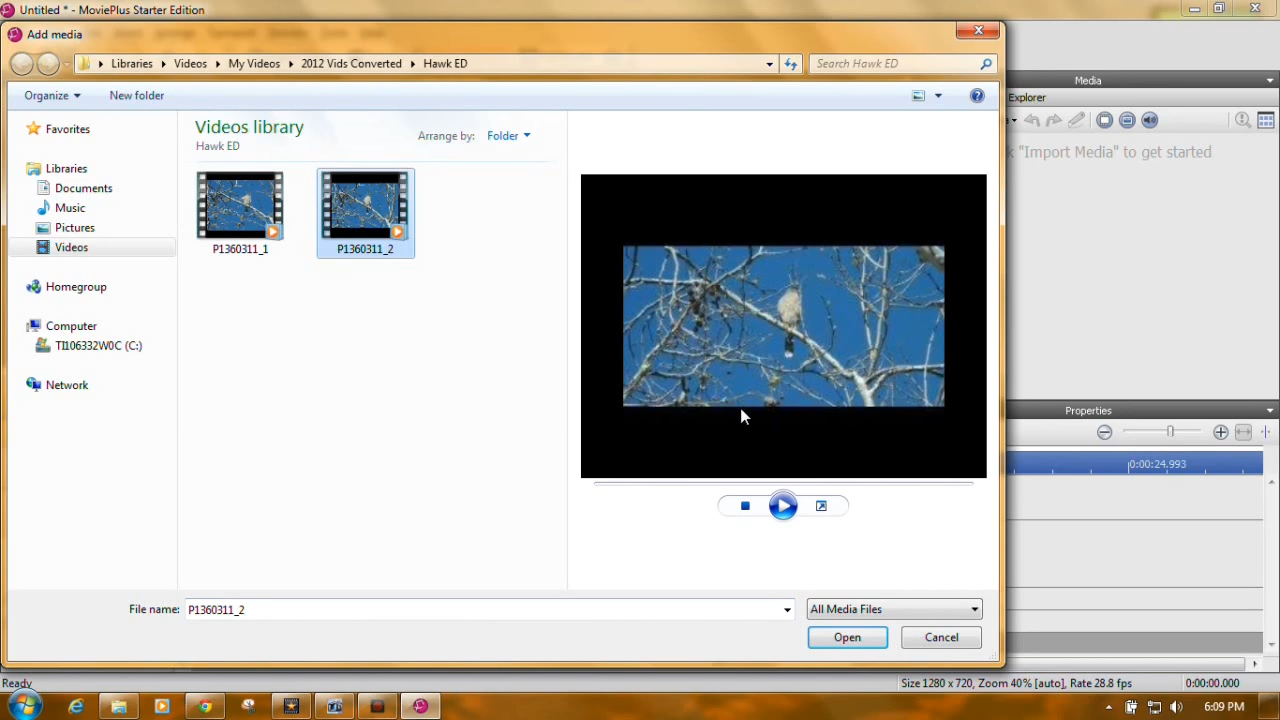 Untitled * - MoviePlus Starter Edition
Add media
Libraries Videos My Videos 2012 Vids Converted Hawk ED
Search Hawk ED
Media
Organize New folder
Explorer
Favorites
Videos library
Hawk ED
Arrange by: Folder
"Import Media" to get started
Libraries
Documents
Music
Pictures
Videos
P1360311_1 P1360311_2
Homegroup
Computer
TI106332W0C (C:)
Network
Properties
0:00:24.993
File name: P1360311_2
All Media Files
Open Cancel
Ready
Size 1280 x 720, Zoom 40% [auto], Rate 28.8 fps 0:00:00.000
6:09 PM